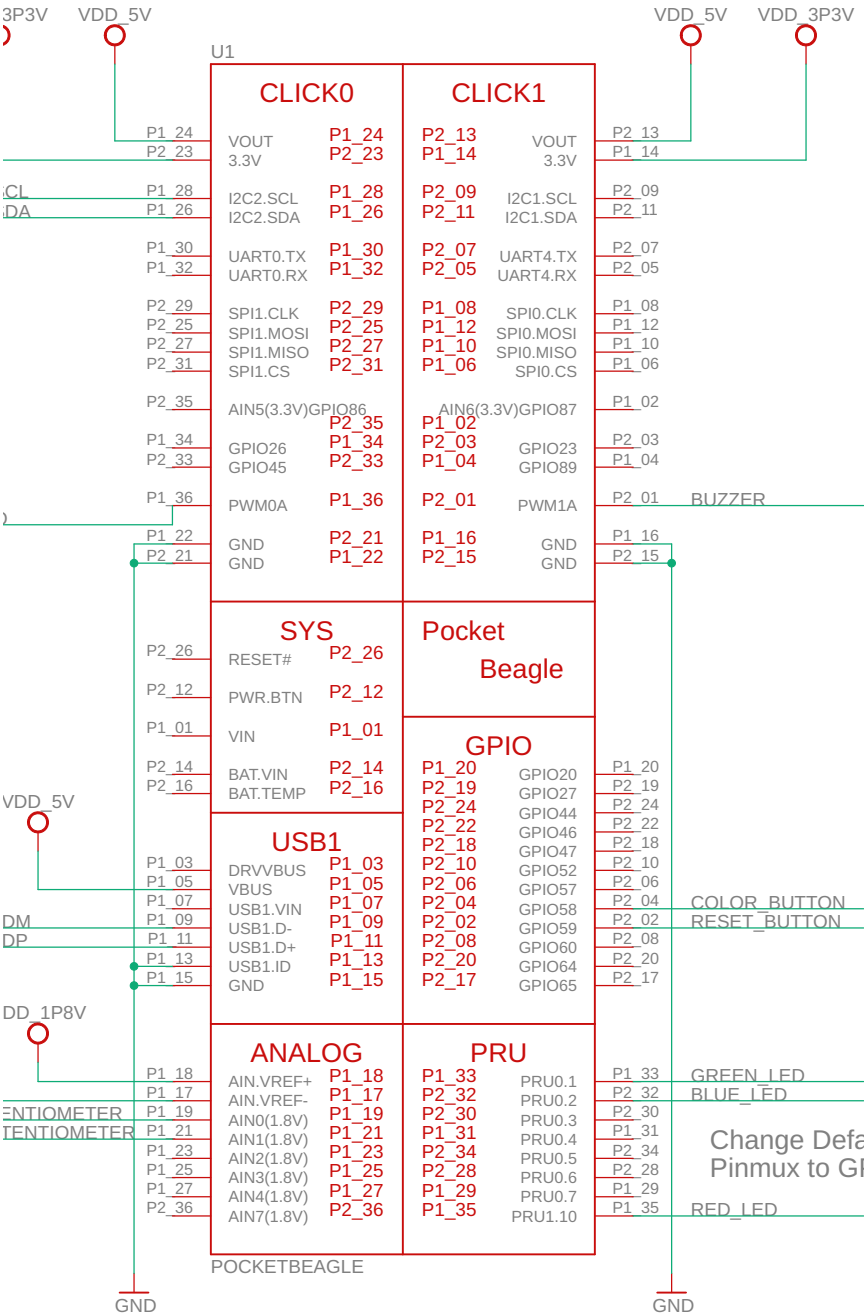 3P3V VDD_5V VDD_5V VDD_3P3V
U1
CLICK0 CLICK1
P1_24 VOUT P1_24 P2_13 VOUT P2_13
P2_23 3.3V P2_23 P1_14 3.3V P1_14
SCL P1_28 I2C2.SCL P1_28 P2_09 I2C1.SCL P2_09
SDA P1_26 I2C2.SDA P1_26 P2_11 I2C1.SDA P2_11
P1_30 UART0.TX P1_30 P2_07 UART4.TX P2_07
P1_32 UART0.RX P1_32 P2_05 UART4.RX P2_05
P2_29 SPI1.CLK P2_29 P1_08 SPI0.CLK P1_08
P2_25 SPI1.MOSI P2_25 P1_12 SPI0.MOSI P1_12
P2_27 SPI1.MISO P2_27 P1_10 SPI0.MISO P1_10
P2_31 SPI1.CS P2_31 P1_06 SPI0.CS P1_06
P2_35 AIN5(3.3V)GPIO86 AIN6(3.3V)GPIO87 P1_02
P2_35 P1_02
P1_34 GPIO26 P1_34 P2_03 GPIO23 P2_03
P2_33 GPIO45 P2_33 P1_04 GPIO89 P1_04
P1_36 PWM0A P1_36 P2_01 PWM1A P2_01 BUZZER
P1_22 GND P2_21 P1_16 GND P1_16
P2_21 GND P1_22 P2_15 GND P2_15
SYS Pocket
P2_26 RESET# P2_26 Beagle
P2_12 PWR.BTN P2_12
P1_01 VIN P1_01
GPIO
P2_14 BAT.VIN P2_14 P1_20 GPIO20 P1_20
P2_16 BAT.TEMP P2_16 P2_19 GPIO27 P2_19
VDD_5V P2_24 GPIO44 P2_24
P2_22 GPIO46 P2_22
USB1 P2_18 GPIO47 P2_18
P1_03 DRVVBUS P1_03 P2_10 GPIO52 P2_10
P1_05 VBUS P1_05 P2_06 GPIO57 P2_06
P1_07 USB1.VIN P1_07 P2_04 GPIO58 P2_04 COLOR_BUTTON
DM P1_09 USB1.D- P1_09 P2_02 GPIO59 P2_02 RESET_BUTTON
DP P1_11 USB1.D+ P1_11 P2_08 GPIO60 P2_08
P1_13 USB1.ID P1_13 P2_20 GPIO64 P2_20
P1_15 GND P1_15 P2_17 GPIO65 P2_17
DD_1P8V
ANALOG PRU
P1_18 AIN.VREF+ P1_18 P1_33 PRU0.1 P1_33 GREEN_LED
P1_17 AIN.VREF- P1_17 P2_32 PRU0.2 P2_32 BLUE_LED
ENTIOMETER P1_19 AIN0(1.8V) P1_19 P2_30 PRU0.3 P2_30
TENTIOMETER P1_21 AIN1(1.8V) P1_21 P1_31 PRU0.4 P1_31
Change Defa
P1_23 AIN2(1.8V) P1_23 P2_34 PRU0.5 P2_34
Pinmux to GP
P1_25 AIN3(1.8V) P1_25 P2_28 PRU0.6 P2_28
P1_27 AIN4(1.8V) P1_27 P1_29 PRU0.7 P1_29
P2_36 AIN7(1.8V) P2_36 P1_35 PRU1.10 P1_35 RED_LED
POCKETBEAGLE
GND GND